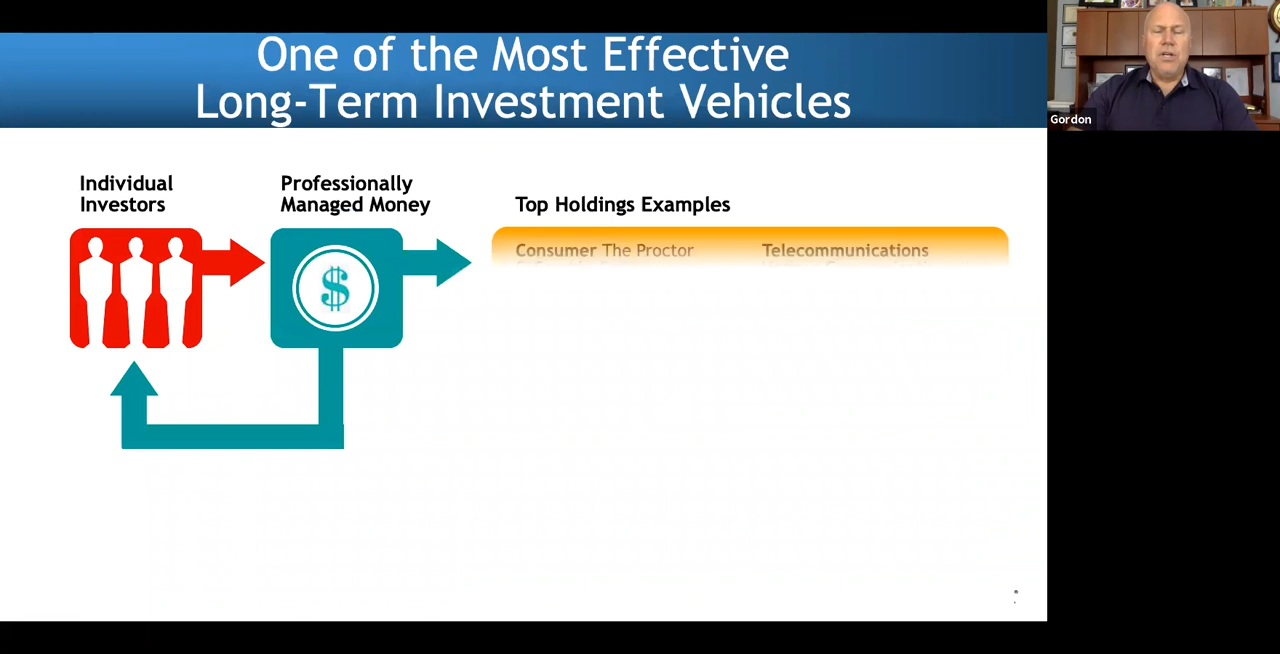 One of the Most Effective
Long-Term Investment Vehicles
Gordon
Individual
Investors
Professionally
Managed Money
Top Holdings Examples
Consumer The Proctor
Telecommunications
$